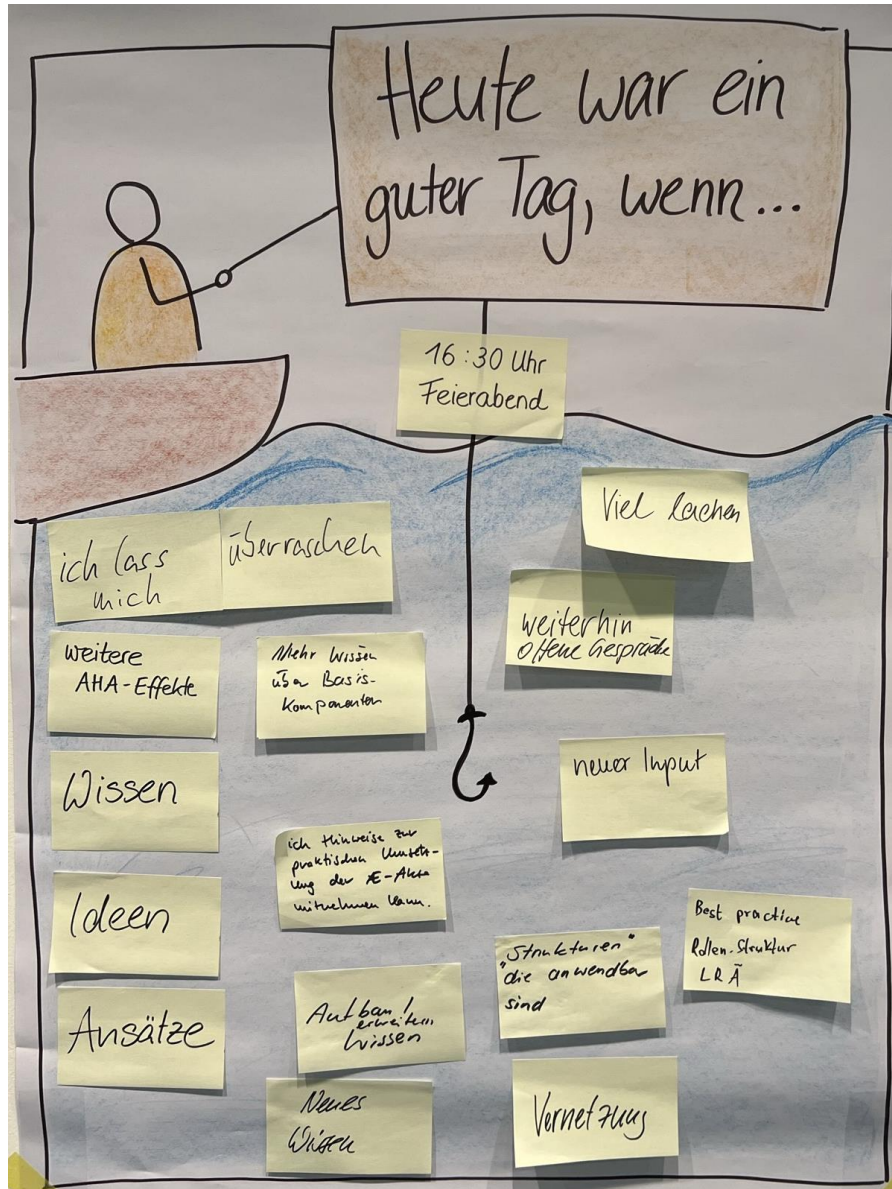 Heute war ein
guter Tag, wenn...
16:30 Uhr
Feierabend
Viel lachen
ich lass
mich
überraschen
weiterhin
offene Gespräche
weitere
AHA-Effekte
Mehr Wissen
über Basis-
Komponenten
Wissen
neuer Input
ich Hinweise zur
praktischen Umsetz-
ung der
mitnehmen kann.
Ideen
Best practice
Rollen-Struktur
LRÄ
"Strukturen"
die anwendbar
sind
Ansätze
Aufbau/
erweitern
Wissen
Neues
Wissen
Vernetzung